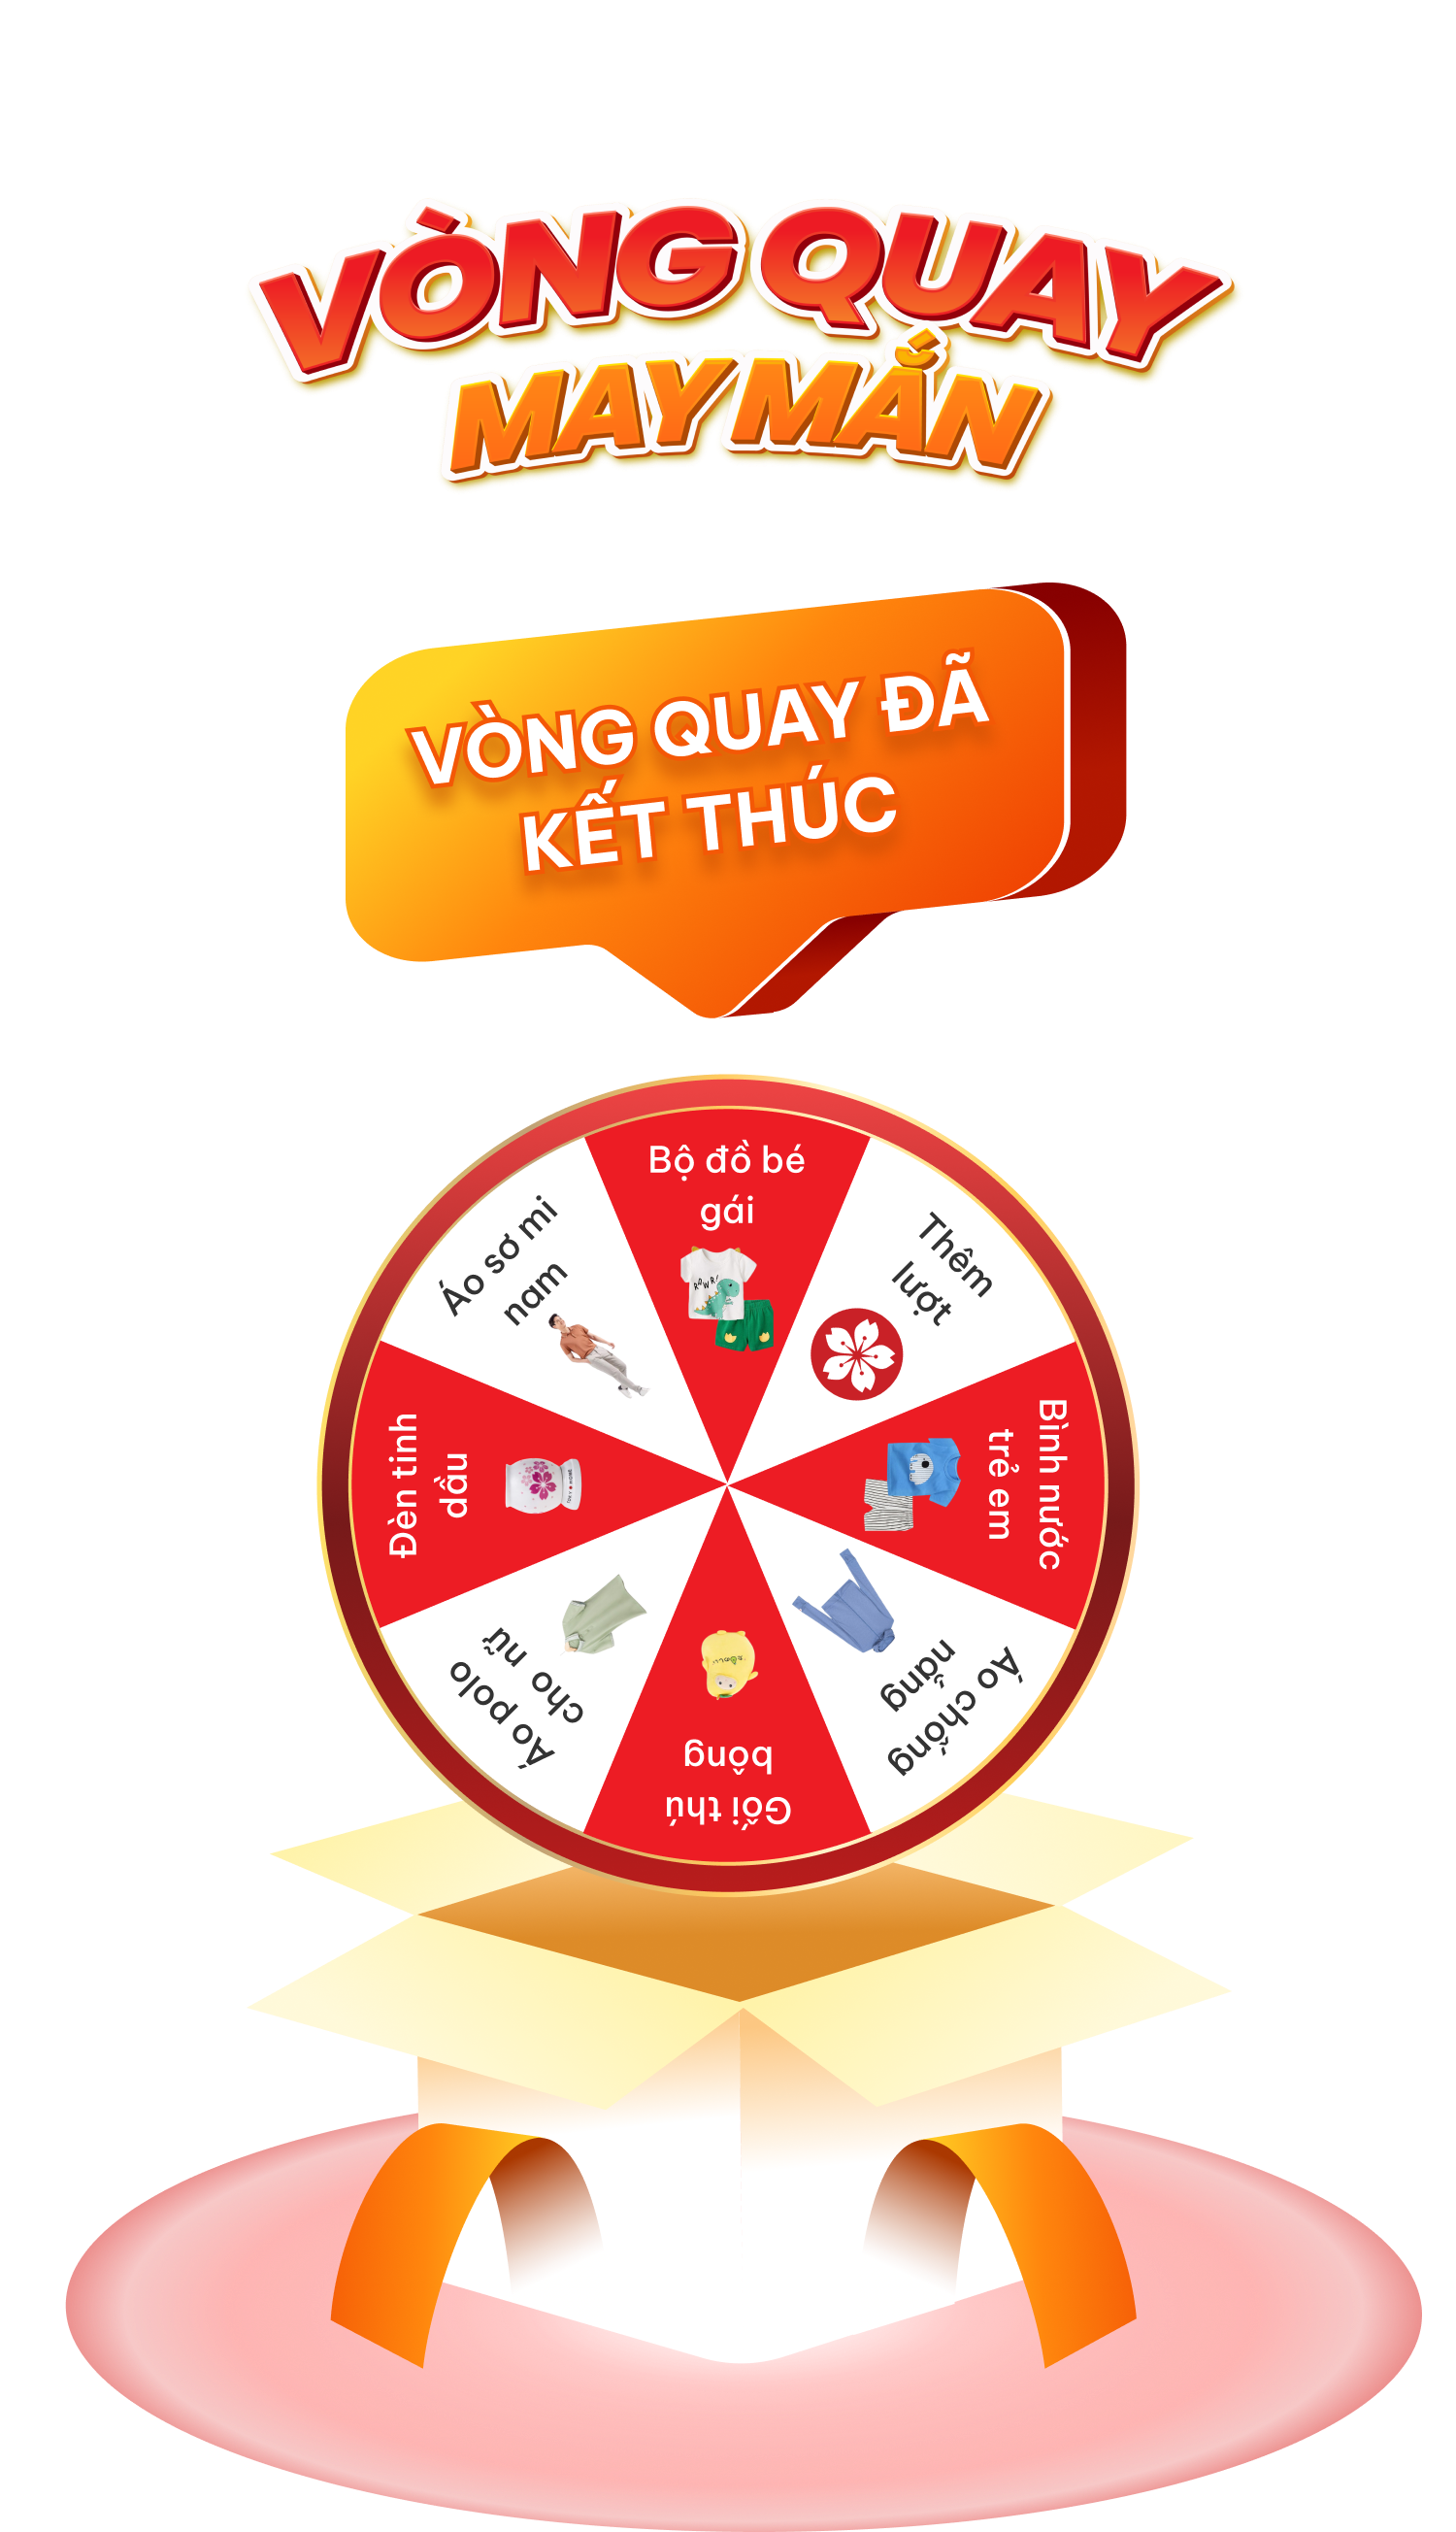 VÒNG QUAY
MAY MẮN
VÒNG QUAY ĐÃ
KẾT THÚC
Bộ đồ bé
gái
Thêm
lượt
Bình nước
trẻ em
Áo chống
nắng
Gối thú
bông
Áo polo
cho nữ
Đèn tinh
dầu
Áo sơ mi
nam